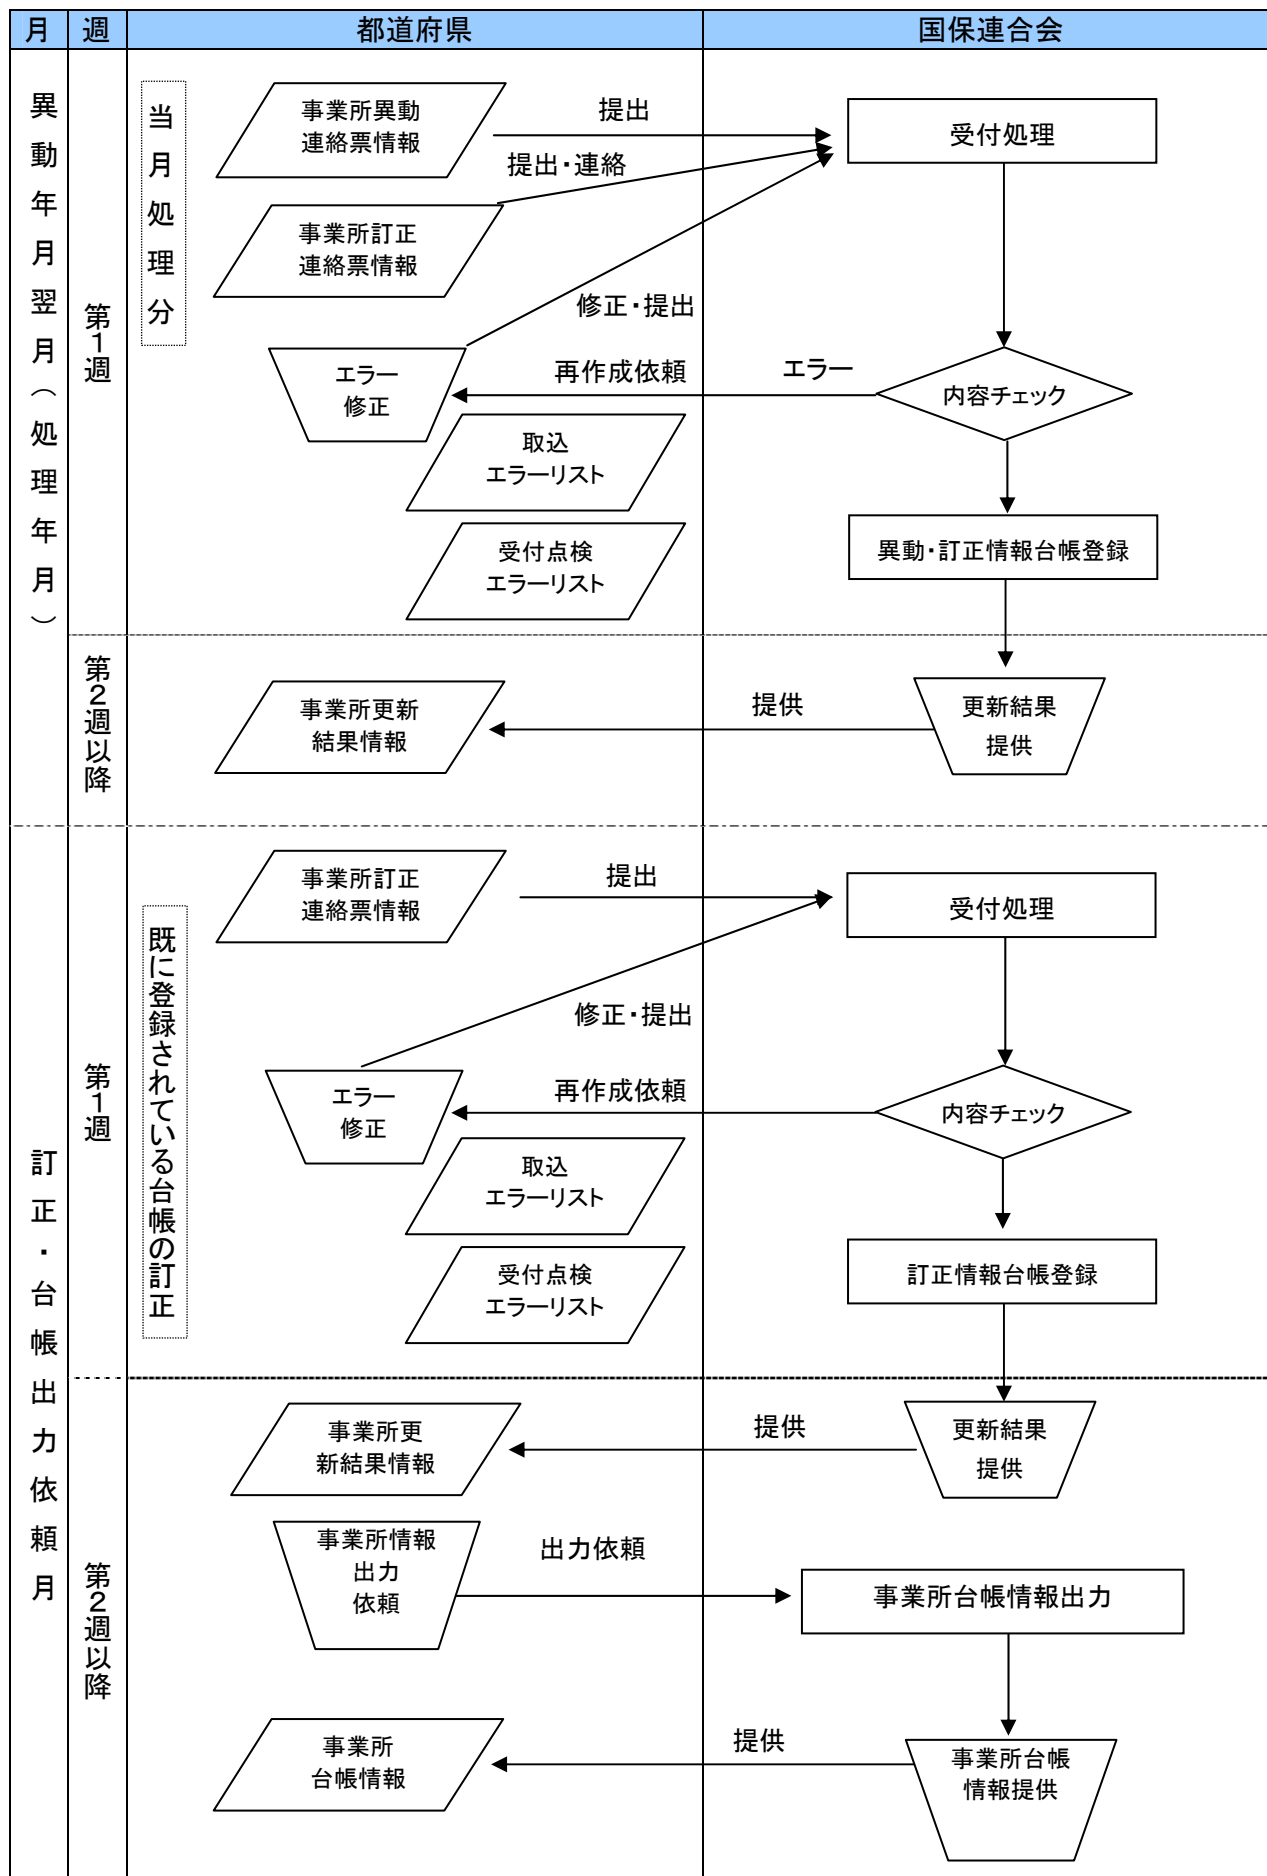 月
週
都道府県
国保連合会
異動年月翌月（処理年月）
第1週
当月処理分
事業所異動
連絡票情報
提出
受付処理
提出・連絡
事業所訂正
連絡票情報
修正・提出
エラー
修正
再作成依頼
エラー
内容チェック
取込
エラーリスト
受付点検
エラーリスト
異動・訂正情報台帳登録
第2週以降
事業所更新
結果情報
提供
更新結果
提供
訂正・台帳出力依頼月
第1週
既に登録されている台帳の訂正
事業所訂正
連絡票情報
提出
受付処理
修正・提出
エラー
修正
再作成依頼
内容チェック
取込
エラーリスト
受付点検
エラーリスト
訂正情報台帳登録
第2週以降
事業所更
新結果情報
提供
更新結果
提供
事業所情報
出力
依頼
出力依頼
事業所台帳情報出力
事業所
台帳情報
提供
事業所台帳
情報提供